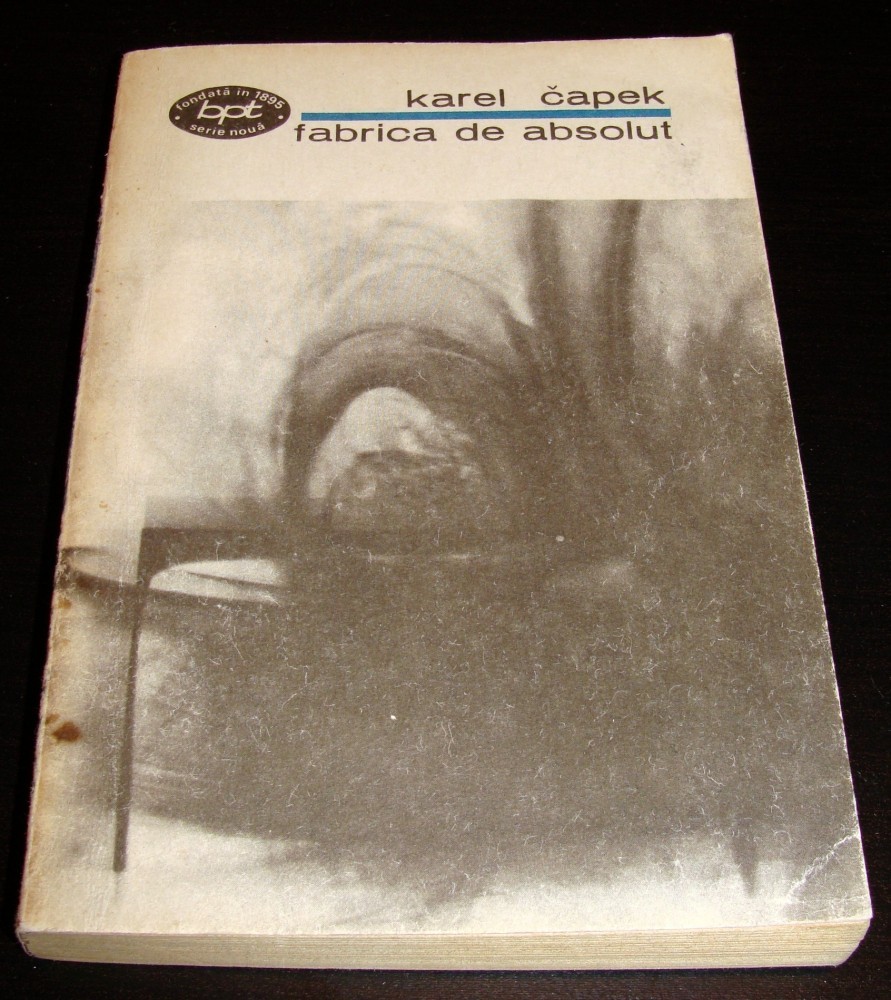 fondată în 1895
bpt
serie nouă
karel čapek
fabrica de absolut